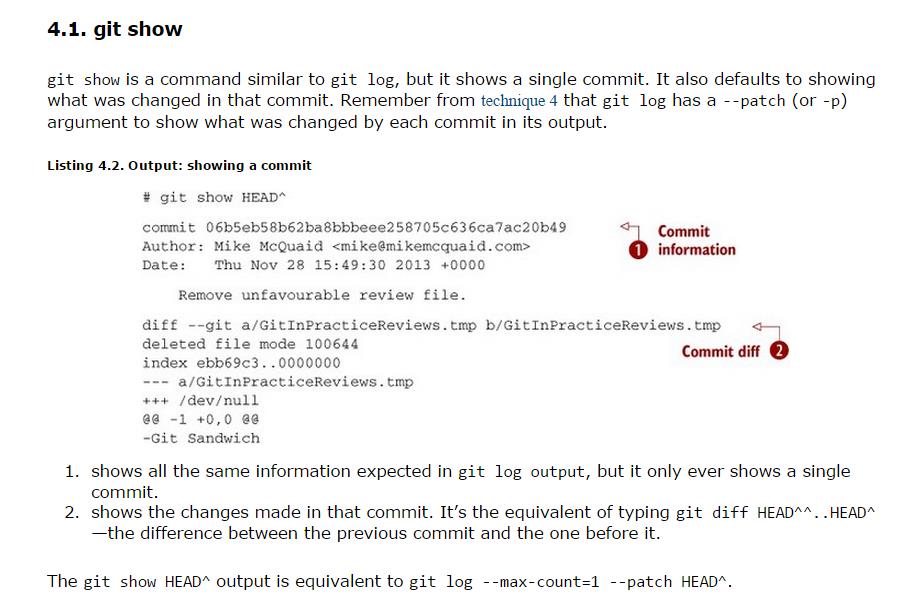 4.1. git show
git show is a command similar to git log, but it shows a single commit. It also defaults to showing
what was changed in that commit. Remember from technique 4 that git log has a --patch (or -p)
argument to show what was changed by each commit in its output.
Listing 4.2. Output: showing a commit
# git show HEAD^
commit 06b5eb58b62ba8bbbeee258705c636ca7ac20b49
Author: Mike McQuaid <mike@mikemcquaid.com>
Date:    Thu Nov 28 15:49:30 2013 +0000
Commit
1 information
Remove unfavourable review file.
diff --git a/GitInPracticeReviews.tmp b/GitInPracticeReviews.tmp
deleted file mode 100644
index ebb69c3..0000000
--- a/GitInPracticeReviews.tmp
+++ /dev/null
@@ -1 +0,0 @@
-Git Sandwich
Commit diff 2
1. shows all the same information expected in git log output, but it only ever shows a single
commit.
2. shows the changes made in that commit. It's the equivalent of typing git diff HEAD^^..HEAD^
—the difference between the previous commit and the one before it.
The git show HEAD^ output is equivalent to git log --max-count=1 --patch HEAD^.